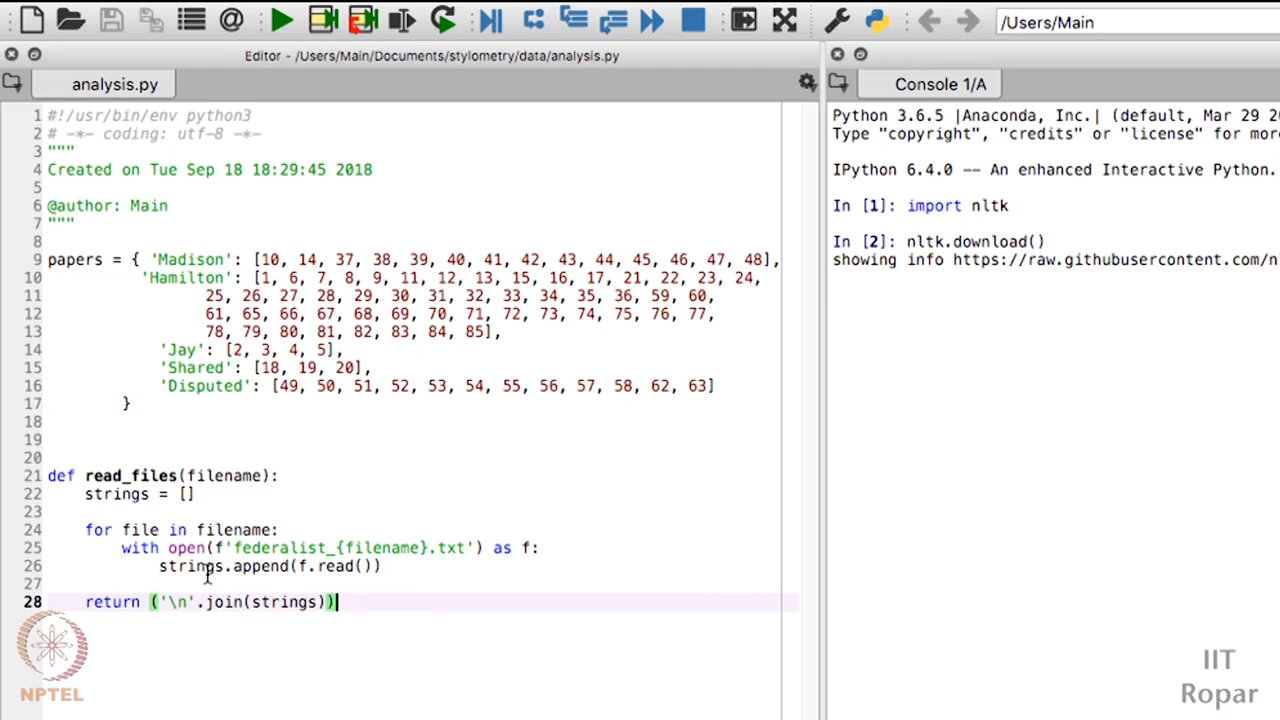 /Users/Main
Editor - /Users/Main/Documents/stylometry/data/analysis.py
analysis.py
Console 1/A
1 #!/usr/bin/env python3
2 # -*- coding: utf-8 -*-
3 """
4 Created on Tue Sep 18 18:29:45 2018
5
6 @author: Main
7 """
8
9 papers = { 'Madison': [10, 14, 37, 38, 39, 40, 41, 42, 43, 44, 45, 46, 47, 48],
10 'Hamilton': [1, 6, 7, 8, 9, 11, 12, 13, 15, 16, 17, 21, 22, 23, 24,
11 25, 26, 27, 28, 29, 30, 31, 32, 33, 34, 35, 36, 59, 60,
12 61, 65, 66, 67, 68, 69, 70, 71, 72, 73, 74, 75, 76, 77,
13 78, 79, 80, 81, 82, 83, 84, 85],
14 'Jay': [2, 3, 4, 5],
15 'Shared': [18, 19, 20],
16 'Disputed': [49, 50, 51, 52, 53, 54, 55, 56, 57, 58, 62, 63]
17 }
18
19
20
21 def read_files(filename):
22 strings = []
23
24 for file in filename:
25 with open(f'federalist_{filename}.txt') as f:
26 strings.append(f.read())
27
28 return ('\n'.join(strings))
Python 3.6.5 |Anaconda, Inc.| (default, Mar 29 20
Type "copyright", "credits" or "license" for more
IPython 6.4.0 -- An enhanced Interactive Python.
In [1]: import nltk
In [2]: nltk.download()
showing info https://raw.githubusercontent.com/n
NPTEL
IIT
Ropar